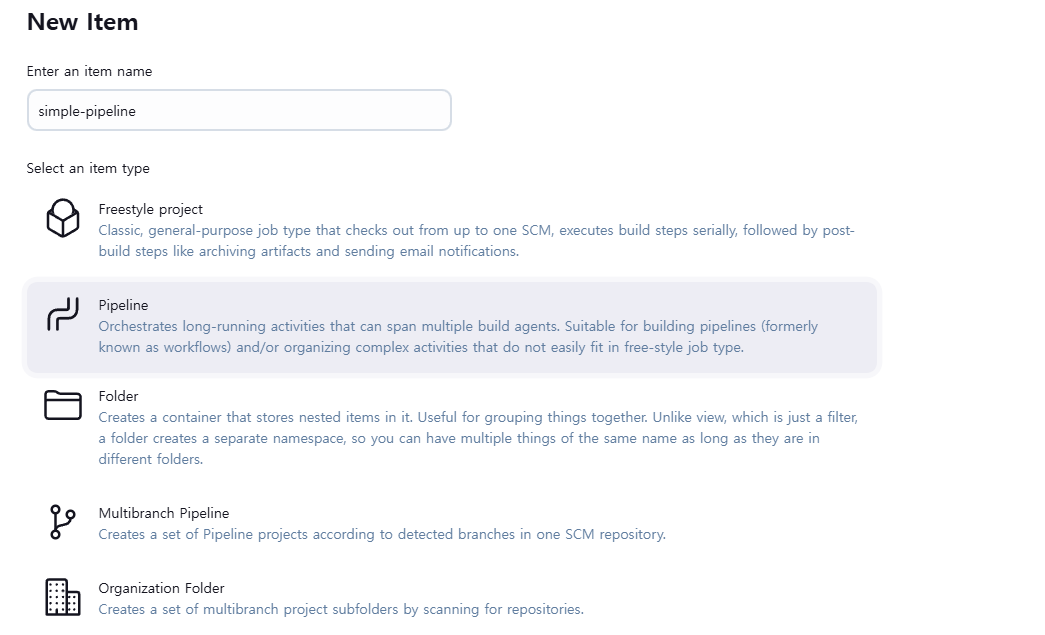 New Item
Enter an item name
simple-pipeline
Select an item type
Freestyle project
Classic, general-purpose job type that checks out from up to one SCM, executes build steps serially, followed by post-
build steps like archiving artifacts and sending email notifications.
Pipeline
Orchestrates long-running activities that can span multiple build agents. Suitable for building pipelines (formerly
known as workflows) and/or organizing complex activities that do not easily fit in free-style job type.
Folder
Creates a container that stores nested items in it. Useful for grouping things together. Unlike view, which is just a filter,
a folder creates a separate namespace, so you can have multiple things of the same name as long as they are in
different folders.
Multibranch Pipeline
Creates a set of Pipeline projects according to detected branches in one SCM repository.
Organization Folder
Creates a set of multibranch project subfolders by scanning for repositories.